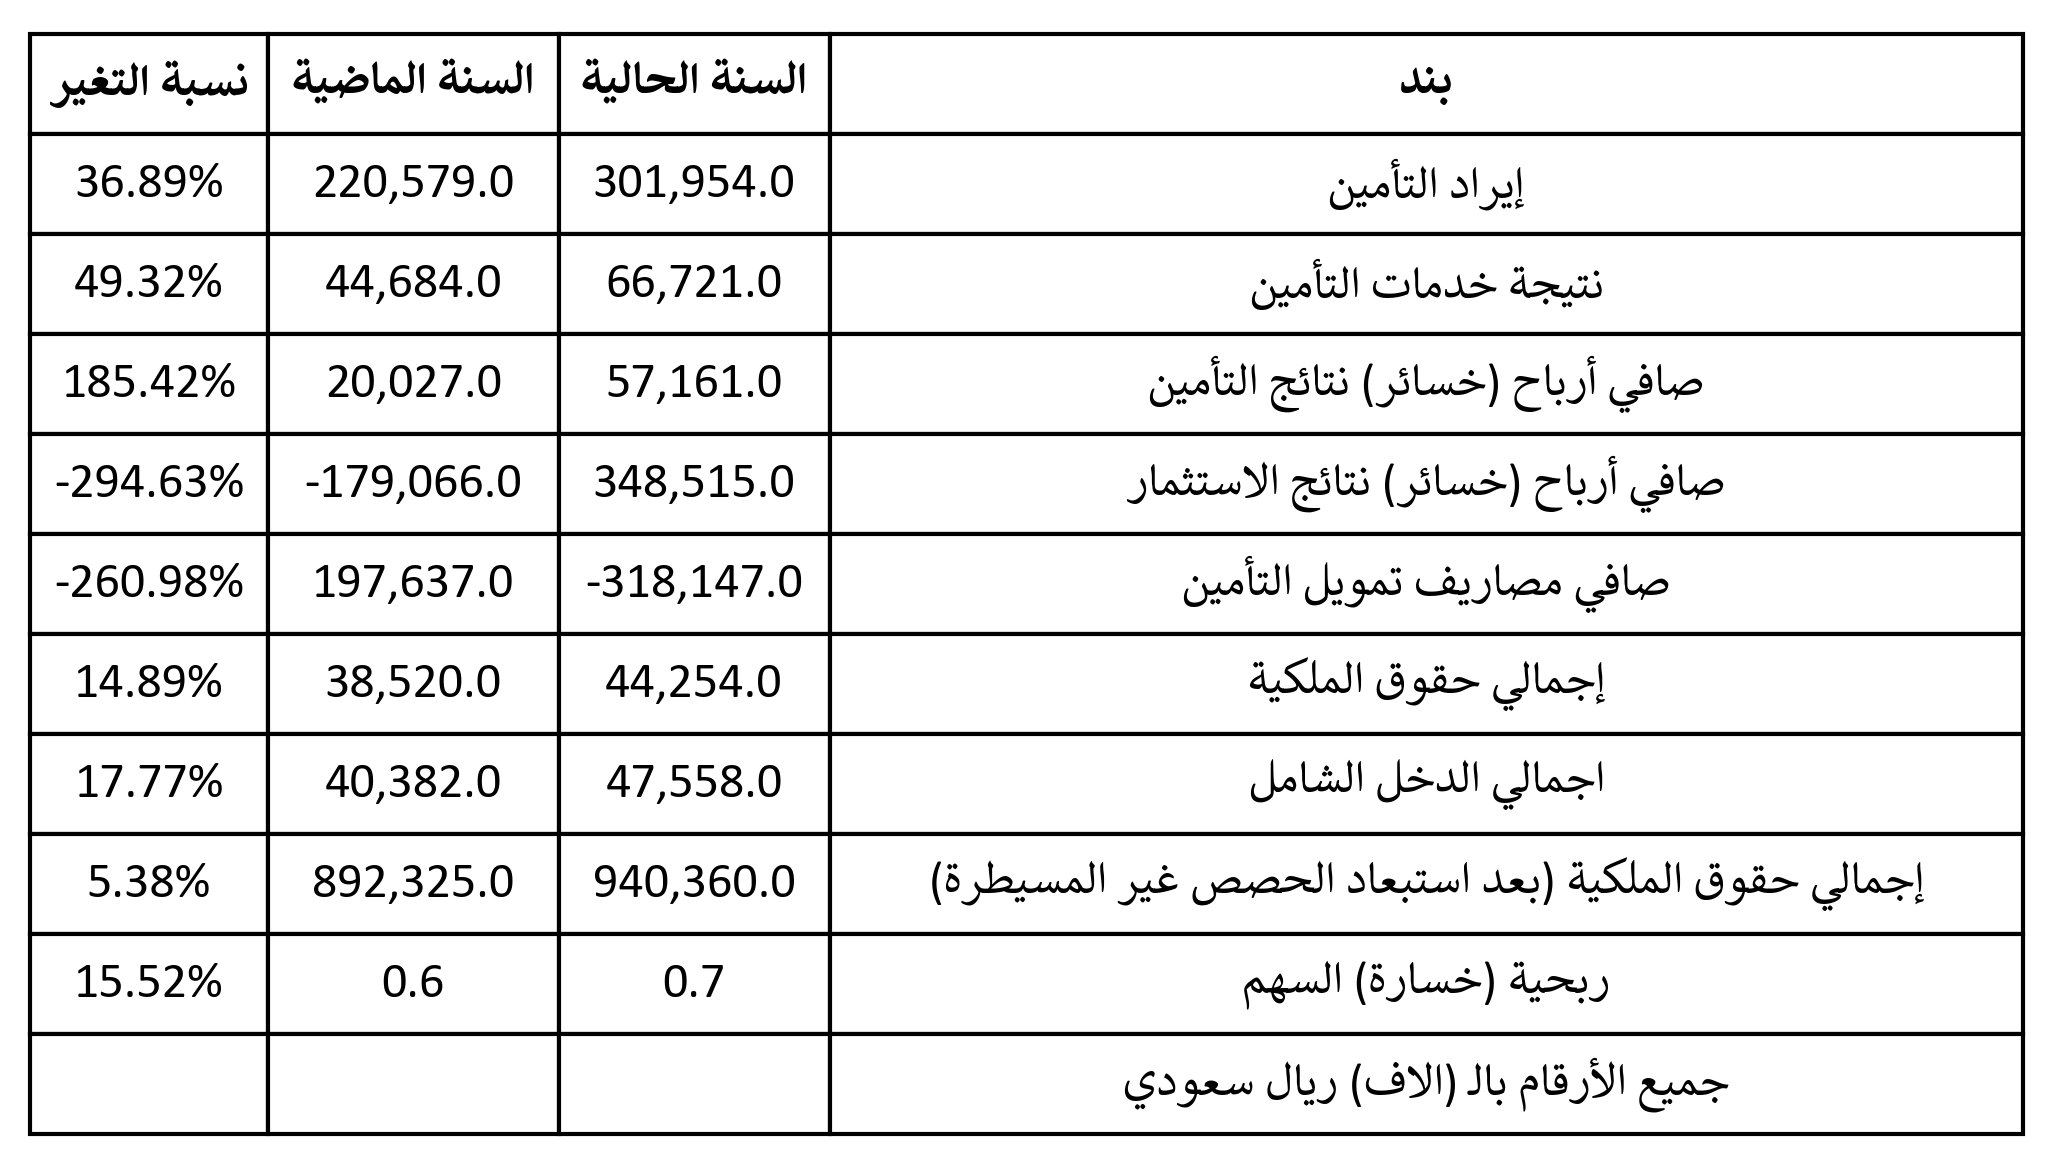 بند السنة الحالية السنة الماضية نسبة التغير
إيراد التأمين 301,954.0 220,579.0 36.89%
نتيجة خدمات التأمين 66,721.0 44,684.0 49.32%
صافي أرباح (خسائر) نتائج التأمين 57,161.0 20,027.0 185.42%
صافي أرباح (خسائر) نتائج الاستثمار 348,515.0 -179,066.0 -294.63%
صافي مصاريف تمويل التأمين -318,147.0 197,637.0 -260.98%
إجمالي حقوق الملكية 44,254.0 38,520.0 14.89%
اجمالي الدخل الشامل 47,558.0 40,382.0 17.77%
إجمالي حقوق الملكية (بعد استبعاد الحصص غير المسيطرة) 940,360.0 892,325.0 5.38%
ربحية (خسارة) السهم 0.7 0.6 15.52%
جميع الأرقام بالـ (الاف) ريال سعودي